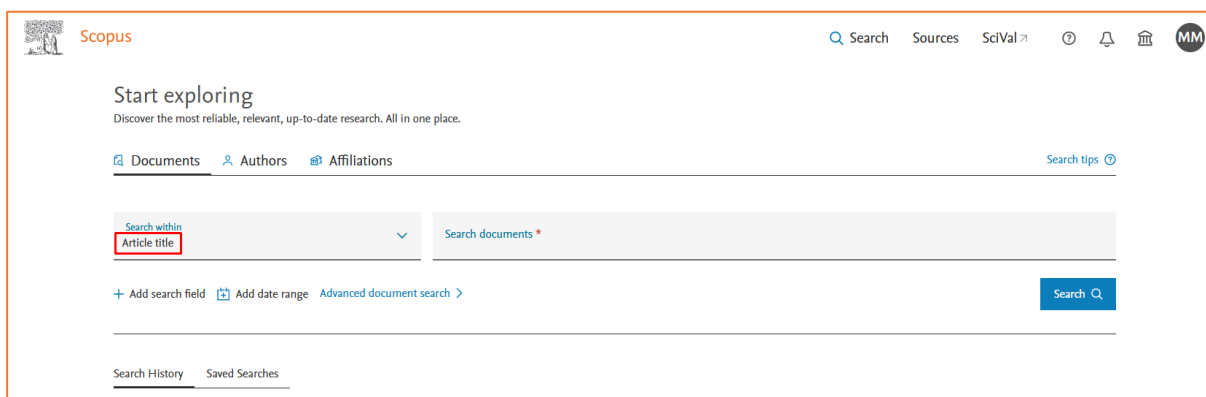 Scopus
Search Sources SciVal MM
Start exploring
Discover the most reliable, relevant, up-to-date research. All in one place.
Documents Authors Affiliations Search tips
Search within
Article title
Search documents *
Add search field Add date range Advanced document search
Search
Search History Saved Searches